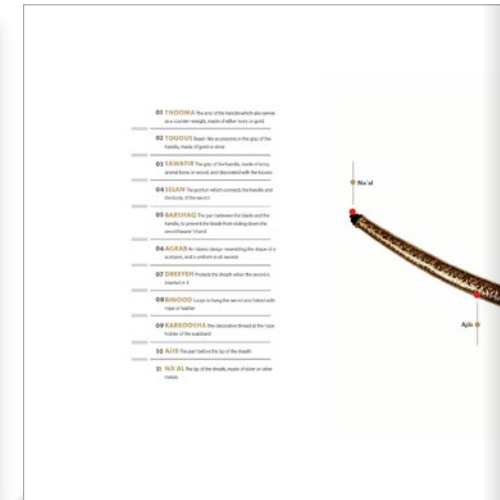 01 THOOMA The end of the handle which also serves
as a counter-weight, made of either horn or gold
02 TOUGUS Bead-like accessories in the grip of the
handle, made of gold or silver
03 SAWATIR The grip of the handle, made of ivory,
animal bone or wood, and decorated with the tougus
04 SELAN The portion which connects the handle and
the body of the sword
05 BARSHAQ The part between the blade and the
handle, to prevent the blade from sliding down the
sword bearer's hand
06 AGRAB An Islamic design resembling the shape of a
scorpion, and is uniform in all swords
07 DREEYEH Protects the sheath when the sword is
inserted in it
08 BINOOD Loops to hang the sword and linked with
rope or leather
09 KARKOOSHA the decorative thread at the rope
holder of the scabbard
10 AJIB The part before the tip of the sheath
11 NA'AL The tip of the sheath, made of silver or other
metals
Na'al
Ajib